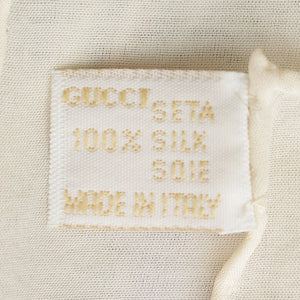 GUCCI SETA
100% SILK
SOIE
MADE IN ITALY